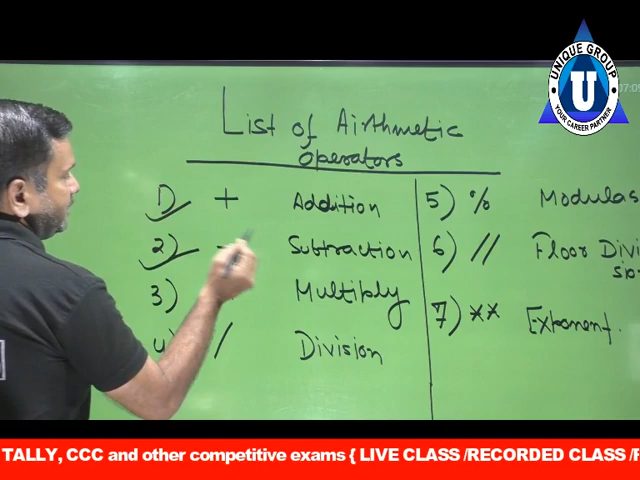 UNIQUE GROUP
U
YOUR CAREER PARTNER
List of Airthmetic
operators
1) + Addition
2) - Subtraction
3) Multiply
4) / Division
5) % Modulas
6) // Floor Divi
sion
7) ** Exponent.
TALLY, CCC and other competitive exams { LIVE CLASS /RECORDED CLASS /